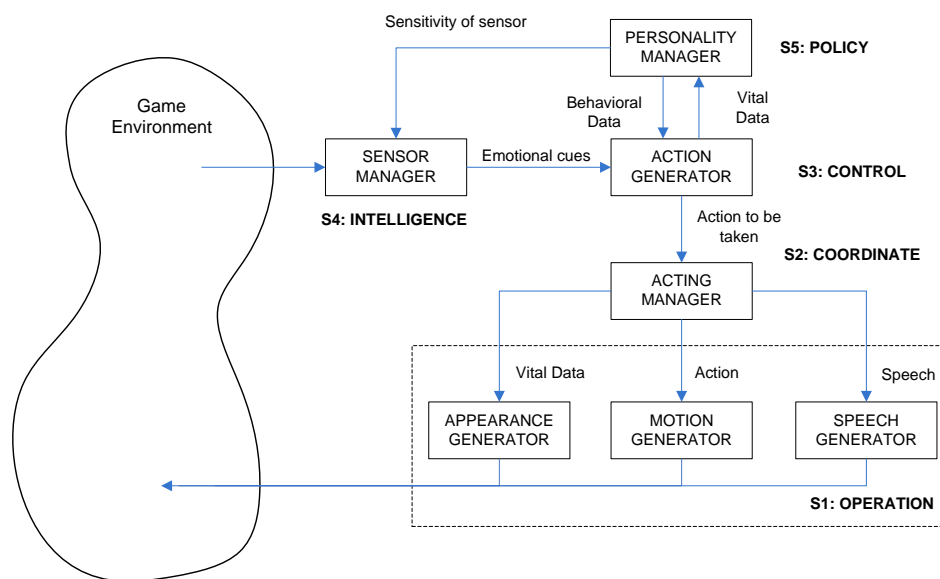 Sensitivity of sensor
PERSONALITY
MANAGER
S5: POLICY
Game
Environment
Behavioral
Data
Vital
Data
SENSOR
MANAGER
Emotional cues
ACTION
GENERATOR
S3: CONTROL
S4: INTELLIGENCE
Action to be
taken
S2: COORDINATE
ACTING
MANAGER
Vital Data
Action
Speech
APPEARANCE
GENERATOR
MOTION
GENERATOR
SPEECH
GENERATOR
S1: OPERATION